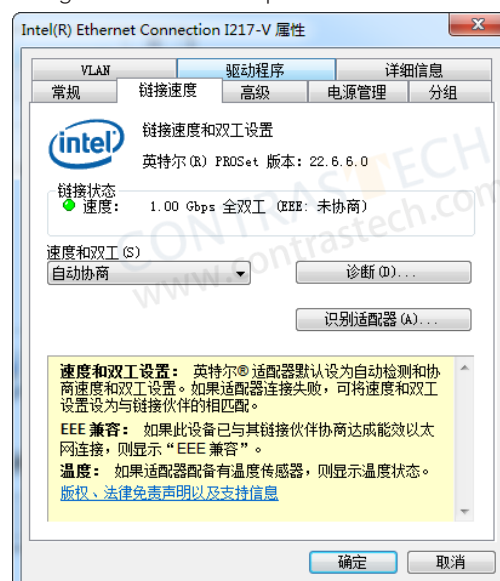 Intel(R) Ethernet Connection I217-V 属性
VLAN 驱动程序 详细信息
常规 链接速度 高级 电源管理 分组
intel
链接速度和双工设置
英特尔(R) PROSet 版本: 22.6.6.0
链接状态
速度: 1.00 Gbps 全双工 (EEE: 未协商)
速度和双工(S)
自动协商
诊断(D)...
识别适配器(A)...
速度和双工设置: 英特尔® 适配器默认设为自动检测和协
商速度和双工设置。如果适配器连接失败，可将速度和双工
设置设为与链接伙伴的相匹配。
EEE 兼容: 如果此设备已与其链接伙伴协商达成能效以太
网连接，则显示“EEE 兼容”。
温度: 如果适配器配备有温度传感器，则显示温度状态。
版权、法律免责声明以及支持信息
确定 取消
CONTRASTECH
www.contrastech.com